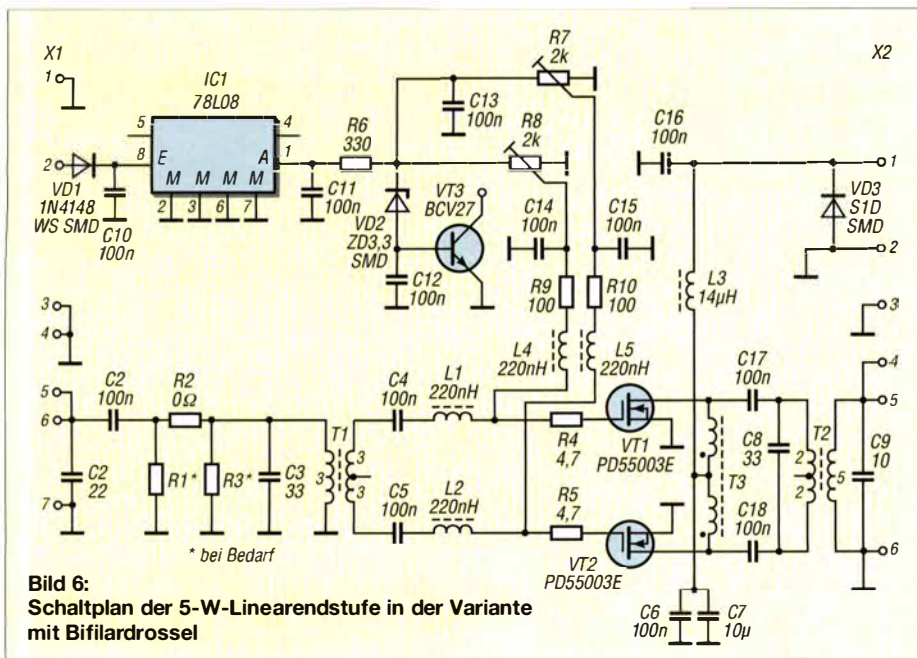 X1
X2
1
IC1
78L08
5
4
8
E
A
1
M
M
M
M
2
3
6
7
2
VD1
1N4148
WS SMD
C10
100n
C11
100n
R6
330
VD2
ZD3,3
SMD
C12
100n
VT3
BCV27
C13
100n
R7
2k
R8
2k
C14
100n
C15
100n
R9
100
R10
100
L4
220nH
L5
220nH
C16
100n
1
VD3
S1D
SMD
2
L3
14µH
3
4
5
6
7
C2
22
C2
100n
R2
0Ω
R1*
R3*
C3
33
* bei Bedarf
T1
3
3
3
C4
100n
L1
220nH
C5
100n
L2
220nH
R4
4,7
R5
4,7
VT1
PD55003E
VT2
PD55003E
C17
100n
C18
100n
C8
33
T3
T2
2
2
5
C9
10
3
4
5
6
C6
100n
C7
10µ
Bild 6:
Schaltplan der 5-W-Linearendstufe in der Variante
mit Bifilardrossel